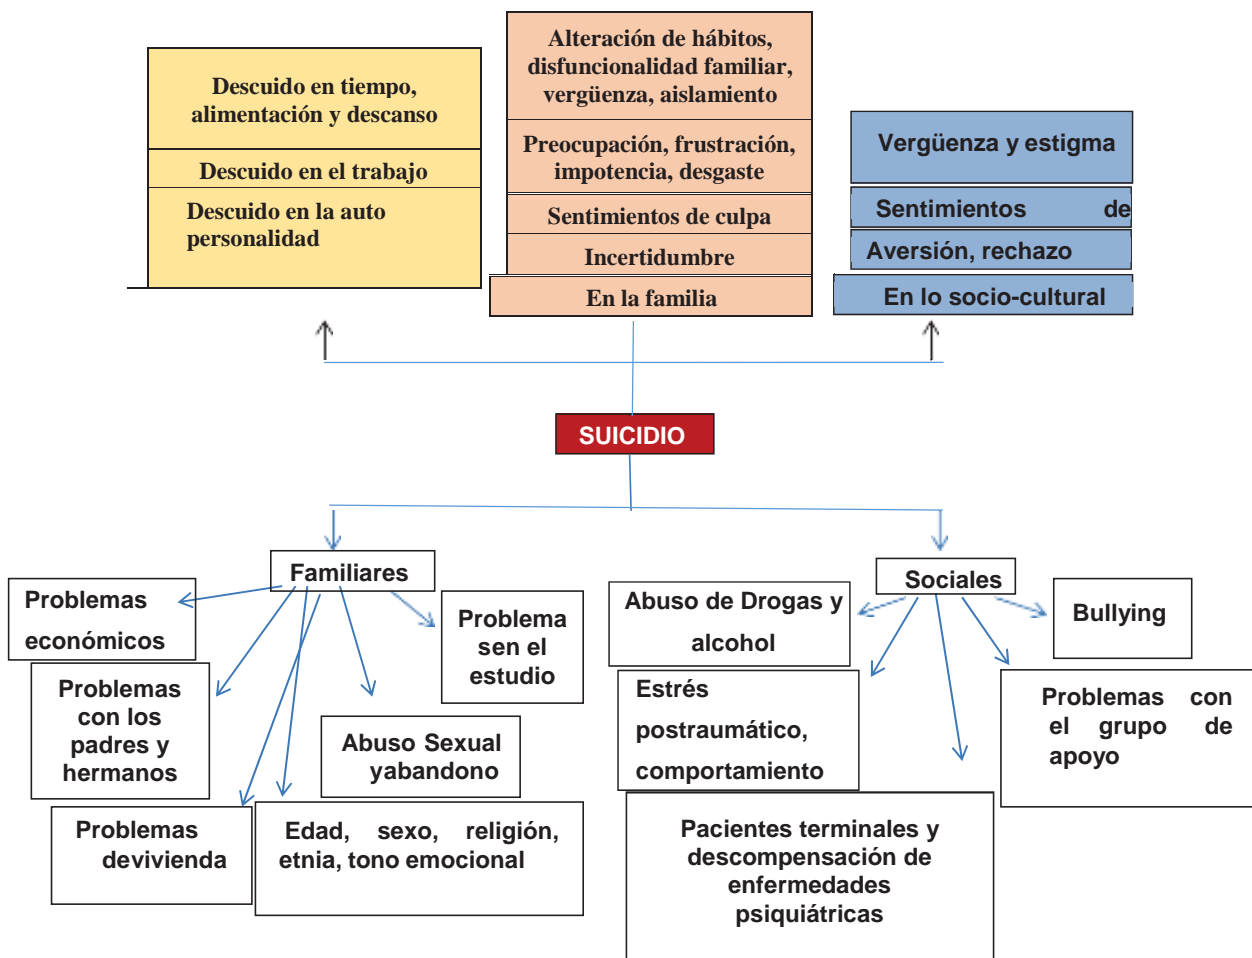 Descuido en tiempo,
alimentación y descanso
Descuido en el trabajo
Descuido en la auto
personalidad
Alteración de hábitos,
disfuncionalidad familiar,
vergüenza, aislamiento
Preocupación, frustración,
impotencia, desgaste
Sentimientos de culpa
Incertidumbre
En la familia
Vergüenza y estigma
Sentimientos de
Aversión, rechazo
En lo socio-cultural
SUICIDIO
Familiares
Problemas
económicos
Problemas
con los
padres y
hermanos
Problemas
devivienda
Edad, sexo, religión,
etnia, tono emocional
Abuso Sexual
yabandono
Problema
sen el
estudio
Sociales
Abuso de Drogas y
alcohol
Estrés
postraumático,
comportamiento
Pacientes terminales y
descompensación de
enfermedades
psiquiátricas
Problemas con
el grupo de
apoyo
Bullying